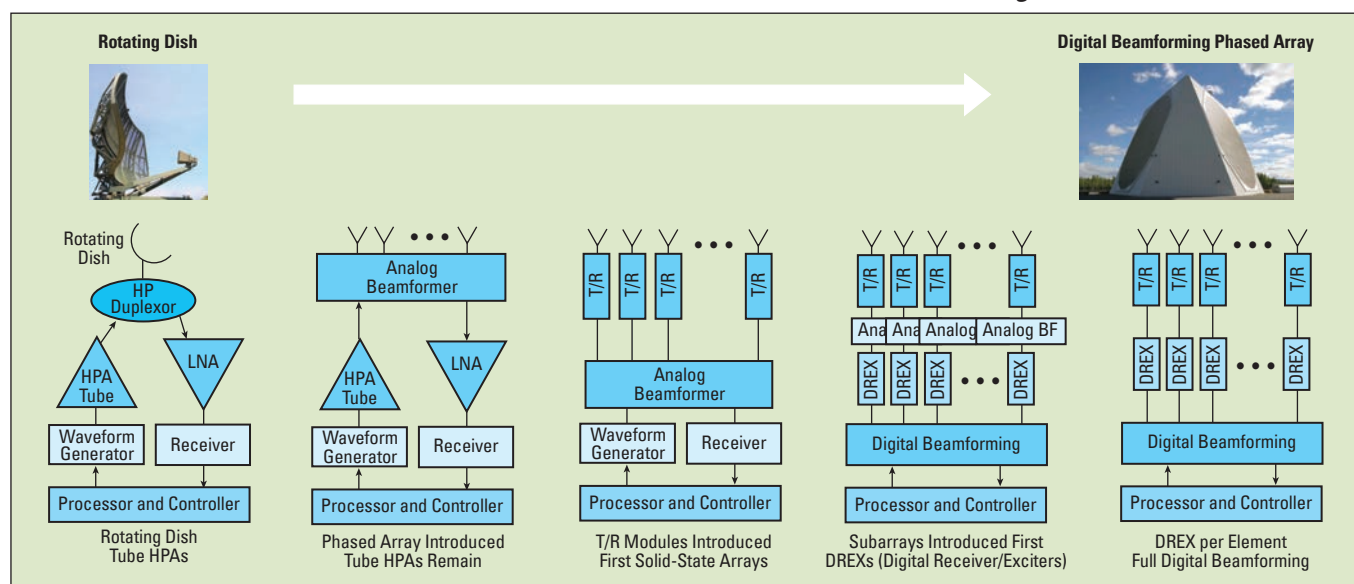 Rotating Dish
Digital Beamforming Phased Array
Rotating
Dish
HP
Duplexor
HPA
Tube
LNA
Waveform
Generator
Receiver
Processor and Controller
Rotating Dish
Tube HPAs
Analog
Beamformer
HPA
Tube
LNA
Waveform
Generator
Receiver
Processor and Controller
Phased Array Introduced
Tube HPAs Remain
T/R
T/R
T/R
T/R
Analog
Beamformer
Waveform
Generator
Receiver
Processor and Controller
T/R Modules Introduced
First Solid-State Arrays
T/R
T/R
T/R
T/R
Ana
Ana
Analog
Analog BF
DREX
DREX
DREX
DREX
Digital Beamforming
Processor and Controller
Subarrays Introduced First
DREXs (Digital Receiver/Exciters)
T/R
T/R
T/R
T/R
DREX
DREX
DREX
DREX
Digital Beamforming
Processor and Controller
DREX per Element
Full Digital Beamforming